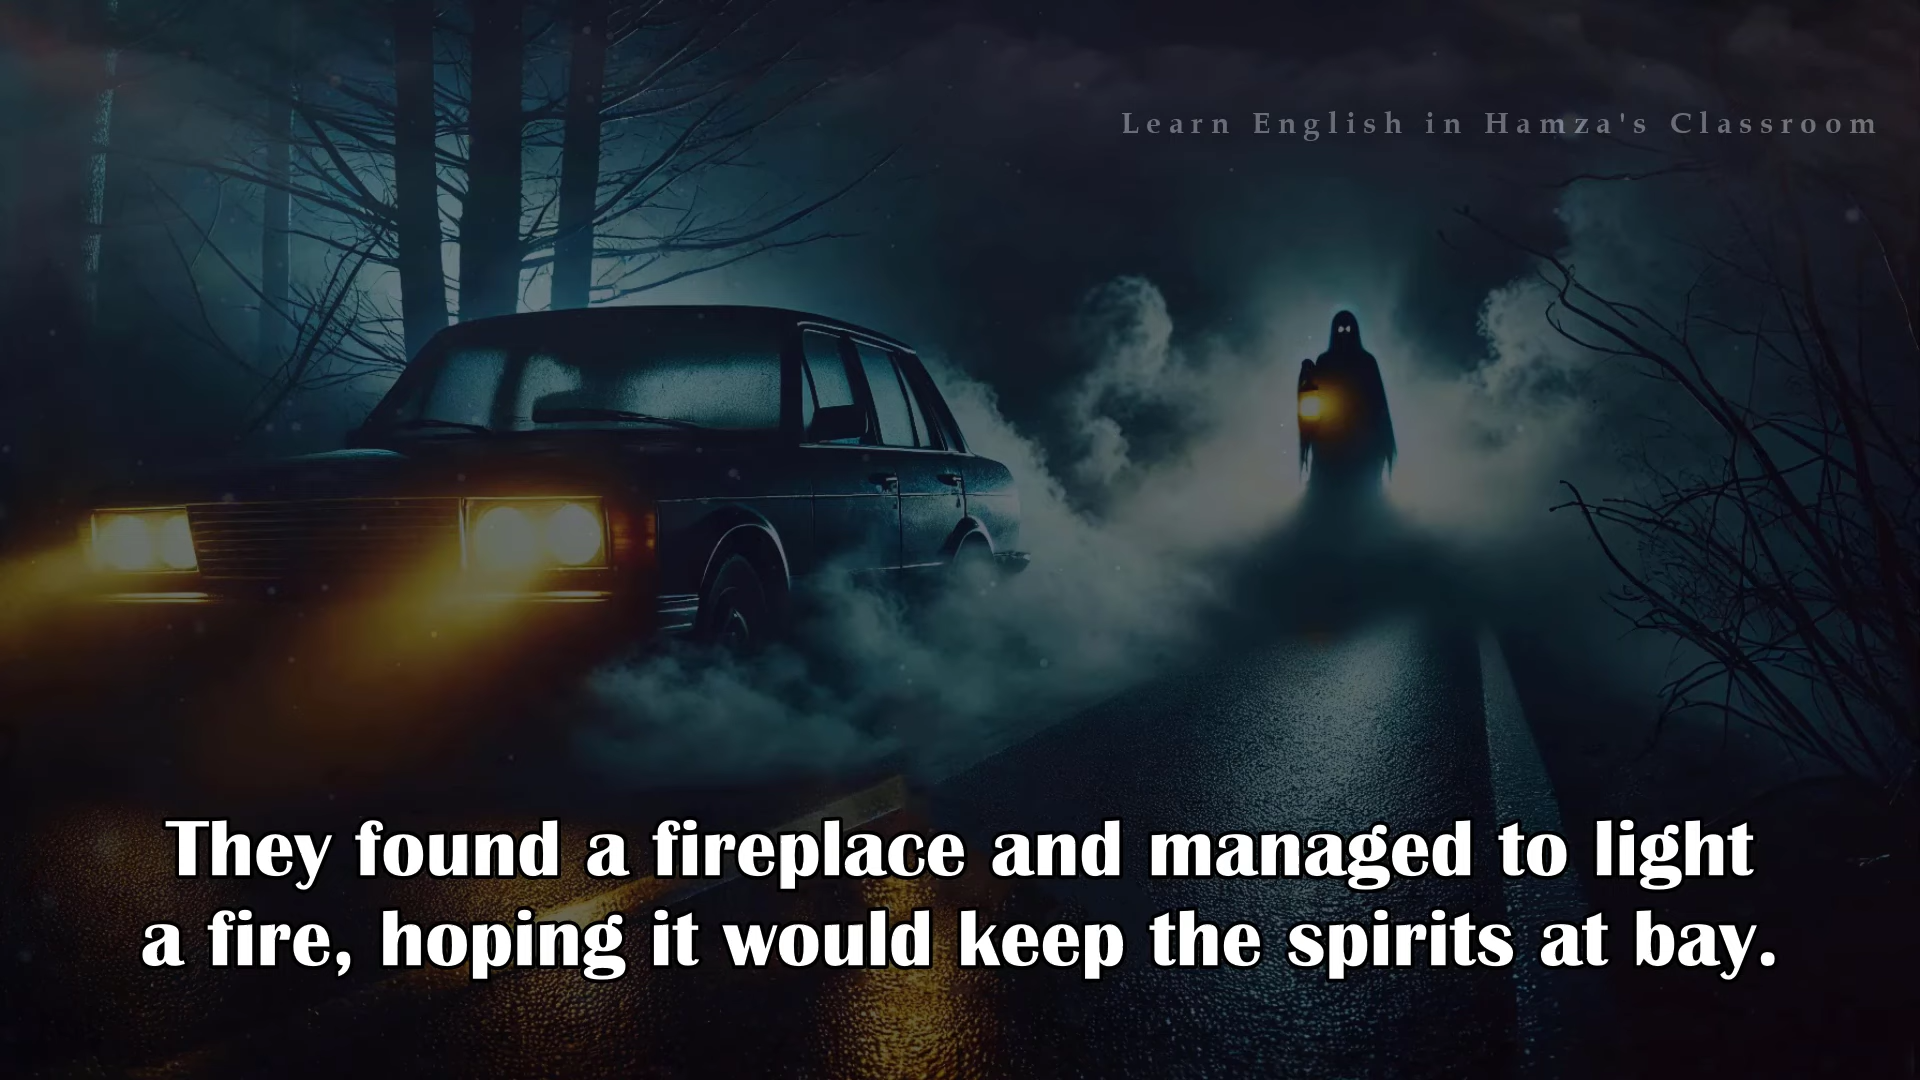 Learn English in Hamza's Classroom
They found a fireplace and managed to light
a fire, hoping it would keep the spirits at bay.